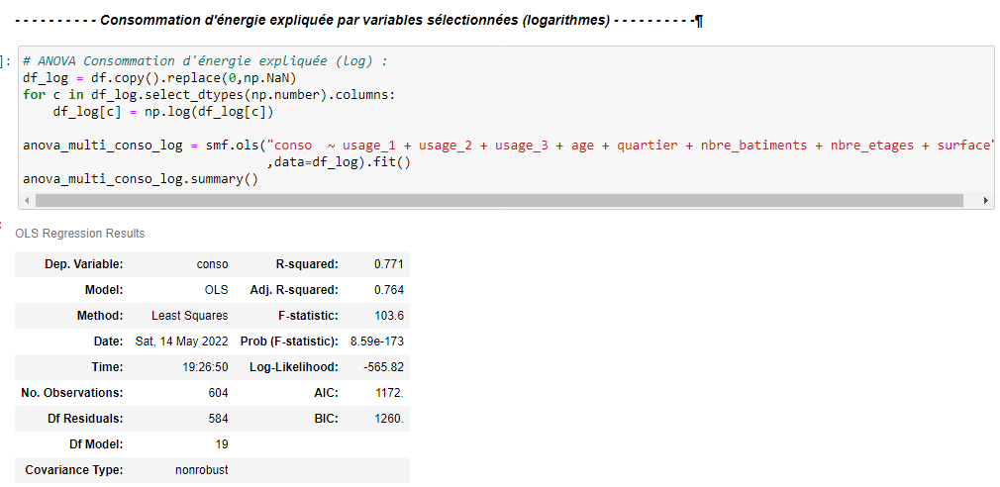 - - - - - - - - - - Consommation d'énergie expliquée par variables sélectionnées (logarithmes) - - - - - - - - - -¶
]: # ANOVA Consommation d'énergie expliquée (log) :
df_log = df.copy().replace(0,np.NaN)
for c in df_log.select_dtypes(np.number).columns:
    df_log[c] = np.log(df_log[c])
anova_multi_conso_log = smf.ols("conso  ~ usage_1 + usage_2 + usage_3 + age + quartier + nbre_batiments + nbre_etages + surface"
                               ,data=df_log).fit()
anova_multi_conso_log.summary()
:
OLS Regression Results
Dep. Variable: conso R-squared: 0.771
Model: OLS Adj. R-squared: 0.764
Method: Least Squares F-statistic: 103.6
Date: Sat, 14 May 2022 Prob (F-statistic): 8.59e-173
Time: 19:26:50 Log-Likelihood: -565.82
No. Observations: 604 AIC: 1172.
Df Residuals: 584 BIC: 1260.
Df Model: 19
Covariance Type: nonrobust